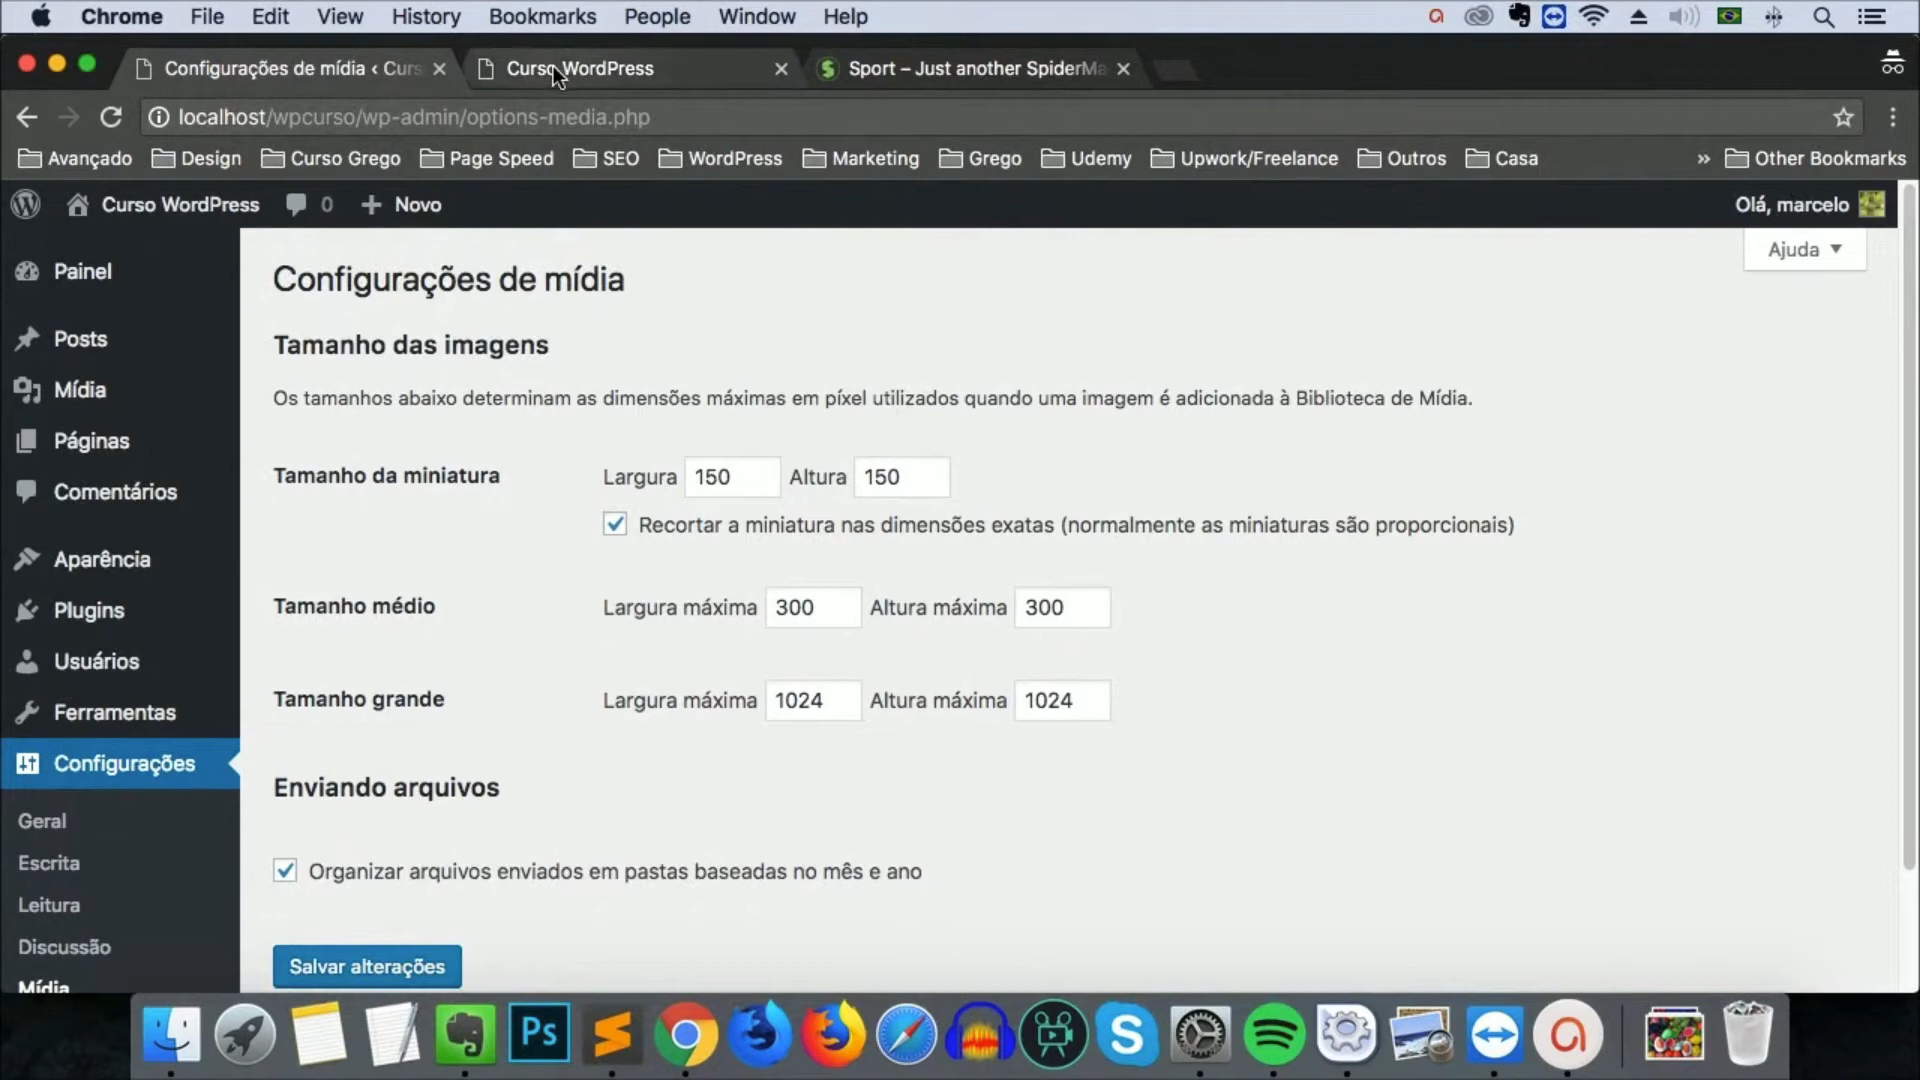 Chrome File Edit View History Bookmarks People Window Help
Configurações de mídia ‹ Curs
Curso WordPress
Sport – Just another SpiderMa
localhost/wpcurso/wp-admin/options-media.php
Avançado Design Curso Grego Page Speed SEO WordPress Marketing Grego Udemy Upwork/Freelance Outros Casa » Other Bookmarks
Curso WordPress 0 + Novo Olá, marcelo
Ajuda
Painel
Posts
Mídia
Páginas
Comentários
Aparência
Plugins
Usuários
Ferramentas
Configurações
Geral
Escrita
Leitura
Discussão
Mídia
Configurações de mídia
Tamanho das imagens
Os tamanhos abaixo determinam as dimensões máximas em píxel utilizados quando uma imagem é adicionada à Biblioteca de Mídia.
Tamanho da miniatura Largura 150 Altura 150
Recortar a miniatura nas dimensões exatas (normalmente as miniaturas são proporcionais)
Tamanho médio Largura máxima 300 Altura máxima 300
Tamanho grande Largura máxima 1024 Altura máxima 1024
Enviando arquivos
Organizar arquivos enviados em pastas baseadas no mês e ano
Salvar alterações
Ps